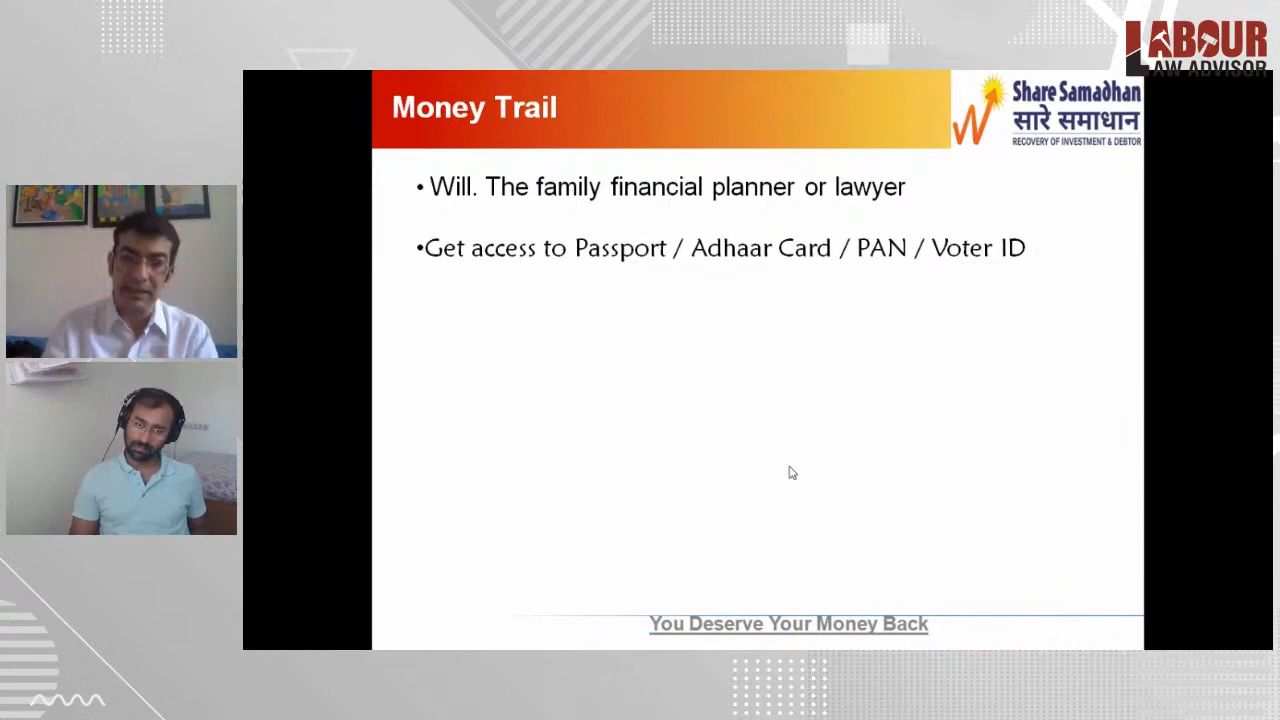 LABOUR
LAW ADVISOR
Money Trail
Share Samadhan
सारे समाधान
RECOVERY OF INVESTMENT & DEBTOR
• Will. The family financial planner or lawyer
•Get access to Passport / Adhaar Card / PAN / Voter ID
You Deserve Your Money Back